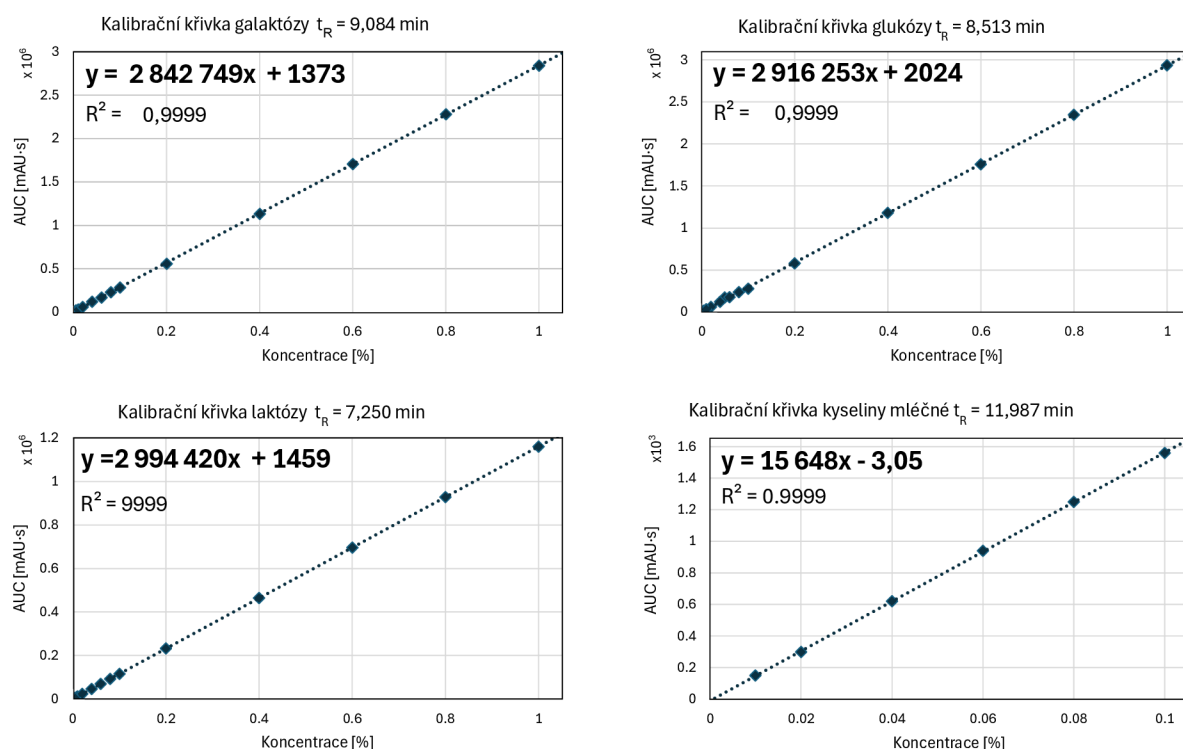 Kalibrační křivka galaktózy tR = 9,084 min
x 10⁶
y = 2 842 749x + 1373
R² = 0,9999
AUC [mAU·s]
3
2.5
2
1.5
1
0.5
0
0 0.2 0.4 0.6 0.8 1
Koncentrace [%]
Kalibrační křivka glukózy tR = 8,513 min
x 10⁶
y = 2 916 253x + 2024
R² = 0,9999
AUC [mAU·s]
3
2.5
2
1.5
1
0.5
0
0 0.2 0.4 0.6 0.8 1
Koncentrace [%]
Kalibrační křivka laktózy tR = 7,250 min
x 10⁶
y =2 994 420x + 1459
R² = 9999
AUC [mAU·s]
1.2
1
0.8
0.6
0.4
0.2
0
0 0.2 0.4 0.6 0.8 1
Koncentrace [%]
Kalibrační křivka kyseliny mléčné tR = 11,987 min
x10³
y = 15 648x - 3,05
R² = 0.9999
AUC [mAU·s]
1.6
1.4
1.2
1
0.8
0.6
0.4
0.2
0
0 0.02 0.04 0.06 0.08 0.1
Koncentrace [%]